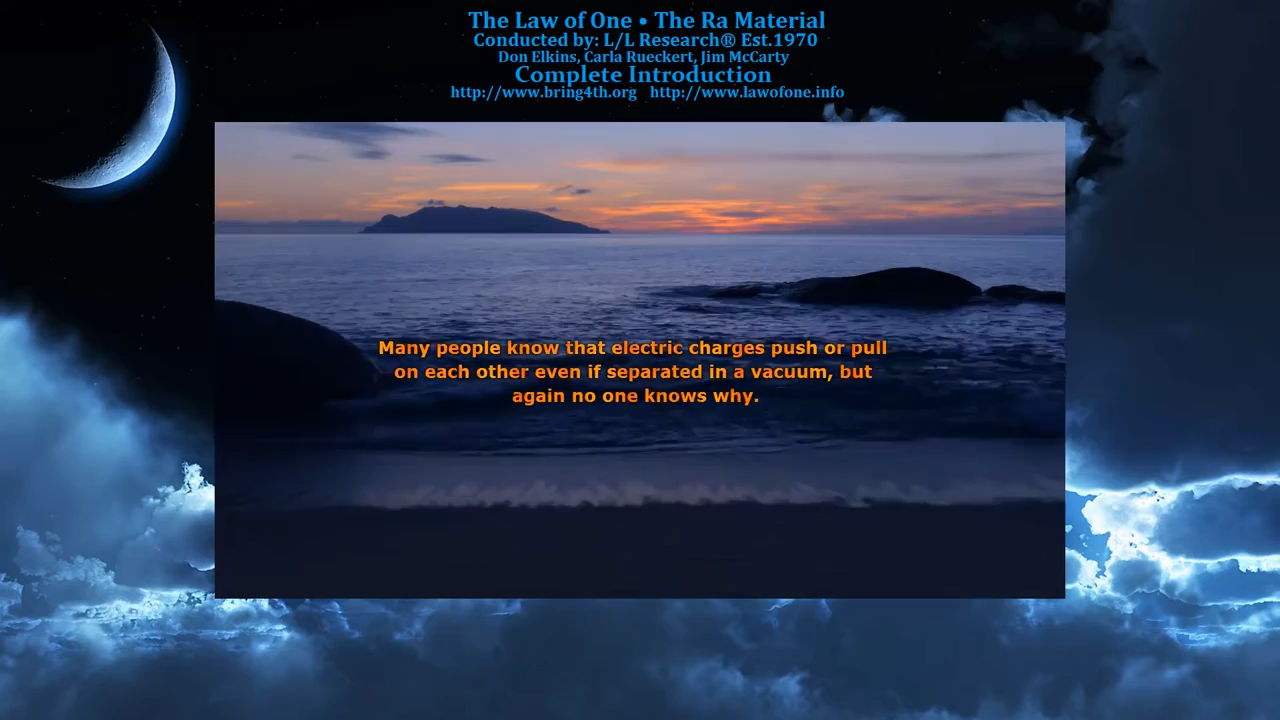 The Law of One • The Ra Material
Conducted by: L/L Research® Est.1970
Don Elkins, Carla Rueckert, Jim McCarty
Complete Introduction
http://www.bring4th.org http://www.lawofone.info
Many people know that electric charges push or pull
on each other even if separated in a vacuum, but
again no one knows why.